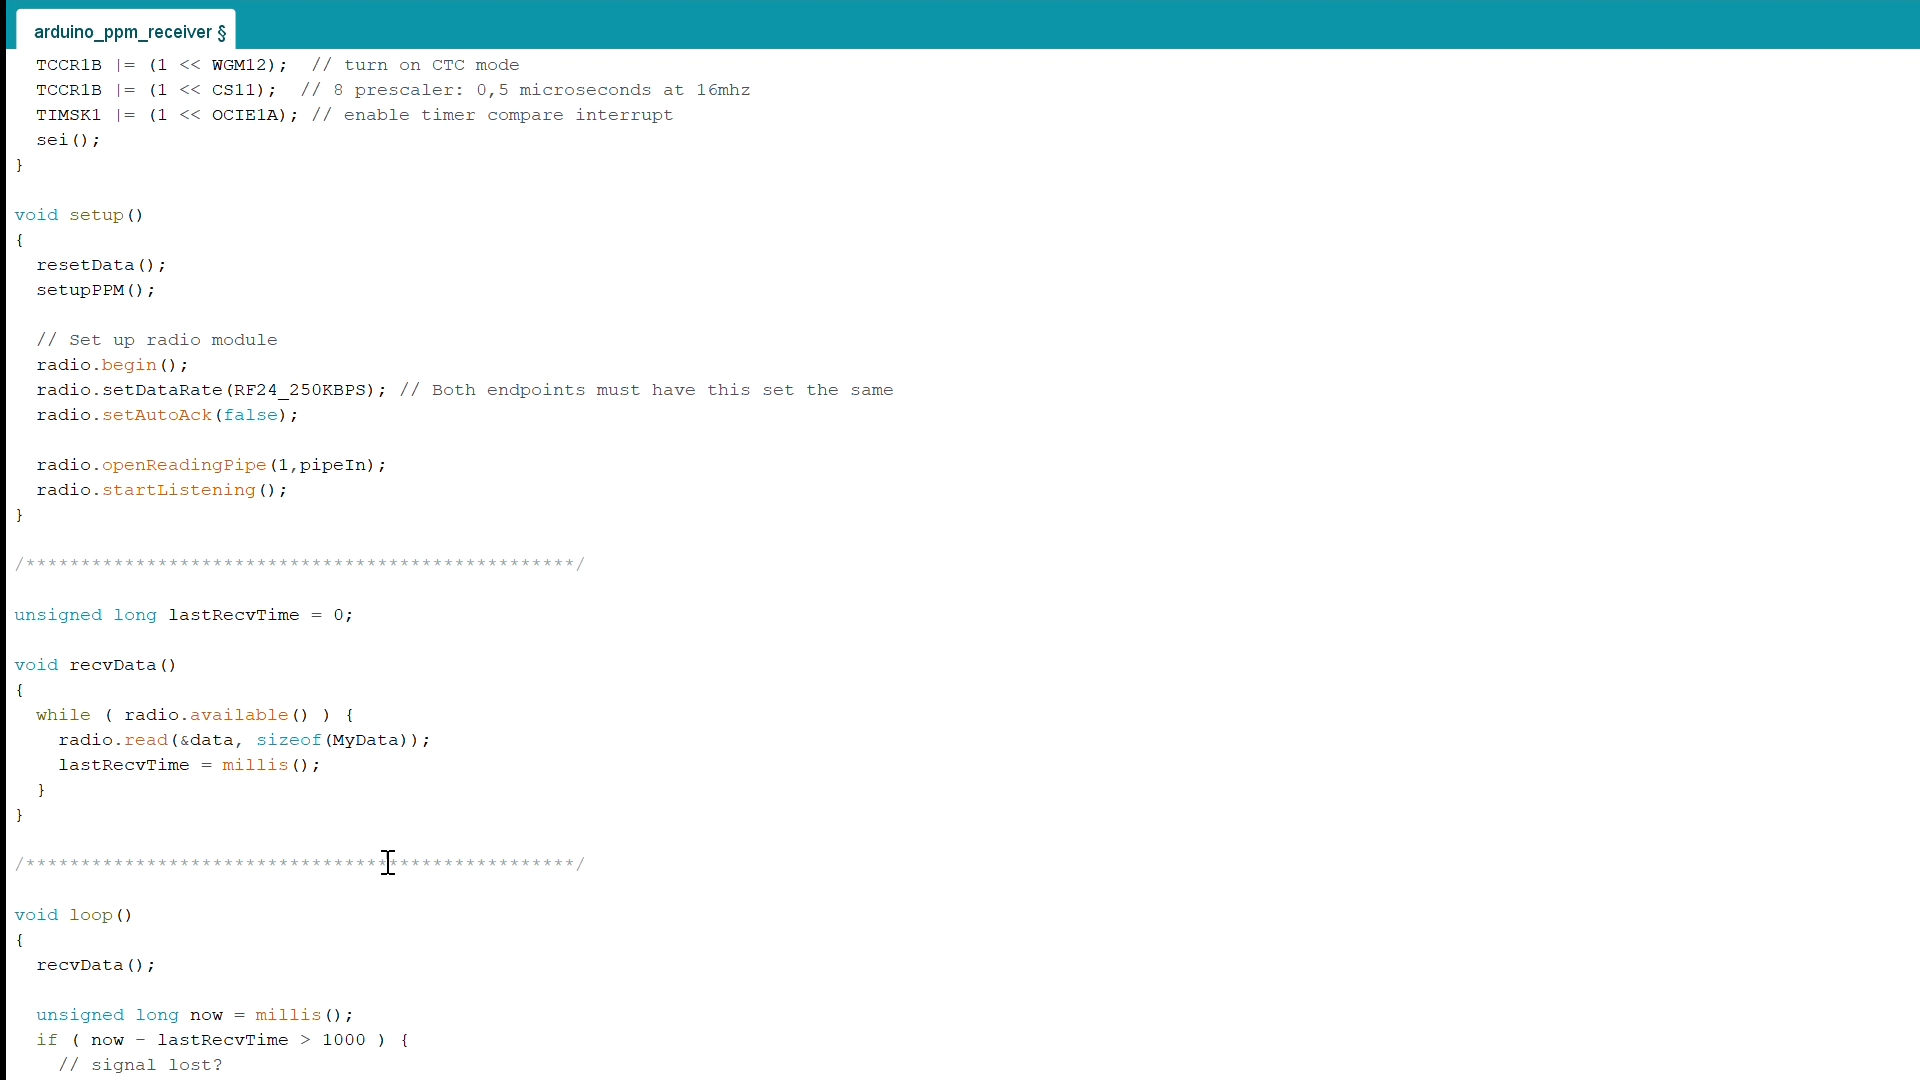 arduino_ppm_receiver §
TCCR1B |= (1 << WGM12);  // turn on CTC mode
TCCR1B |= (1 << CS11);  // 8 prescaler: 0,5 microseconds at 16mhz
TIMSK1 |= (1 << OCIE1A); // enable timer compare interrupt
sei();
}
void setup()
{
resetData();
setupPPM();
// Set up radio module
radio.begin();
radio.setDataRate(RF24_250KBPS); // Both endpoints must have this set the same
radio.setAutoAck(false);
radio.openReadingPipe(1,pipeIn);
radio.startListening();
}
/**************************************************/
unsigned long lastRecvTime = 0;
void recvData()
{
while ( radio.available() ) {
radio.read(&data, sizeof(MyData));
lastRecvTime = millis();
}
}
/**************************************************/
void loop()
{
recvData();
unsigned long now = millis();
if ( now - lastRecvTime > 1000 ) {
// signal lost?